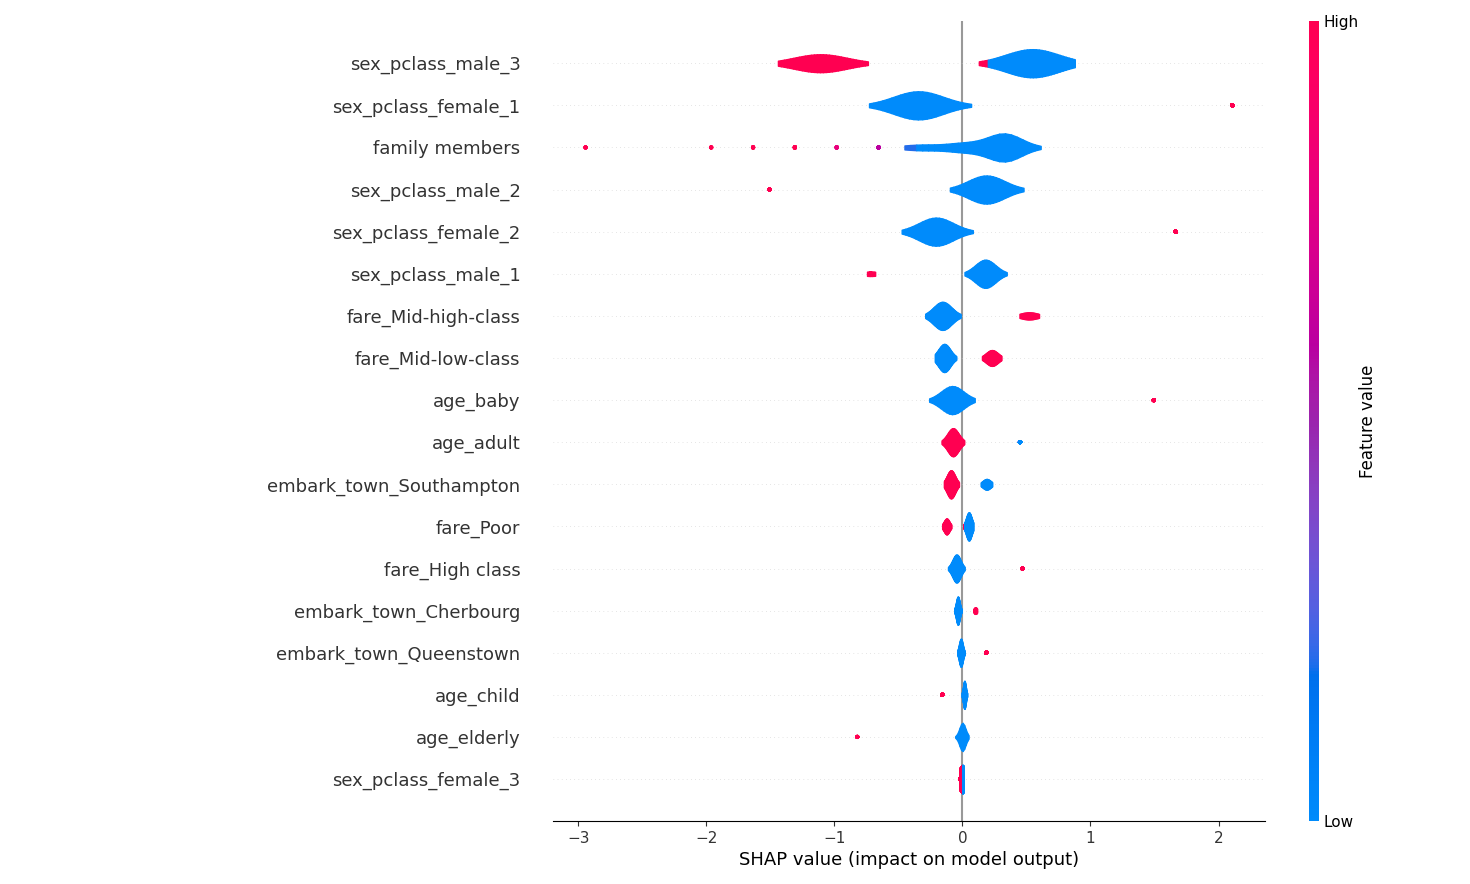 High
sex_pclass_male_3
sex_pclass_female_1
family members
sex_pclass_male_2
sex_pclass_female_2
sex_pclass_male_1
fare_Mid-high-class
fare_Mid-low-class
age_baby
age_adult
embark_town_Southampton
fare_Poor
fare_High class
embark_town_Cherbourg
embark_town_Queenstown
age_child
age_elderly
sex_pclass_female_3
Feature value
Low
−3 −2 −1 0 1 2
SHAP value (impact on model output)